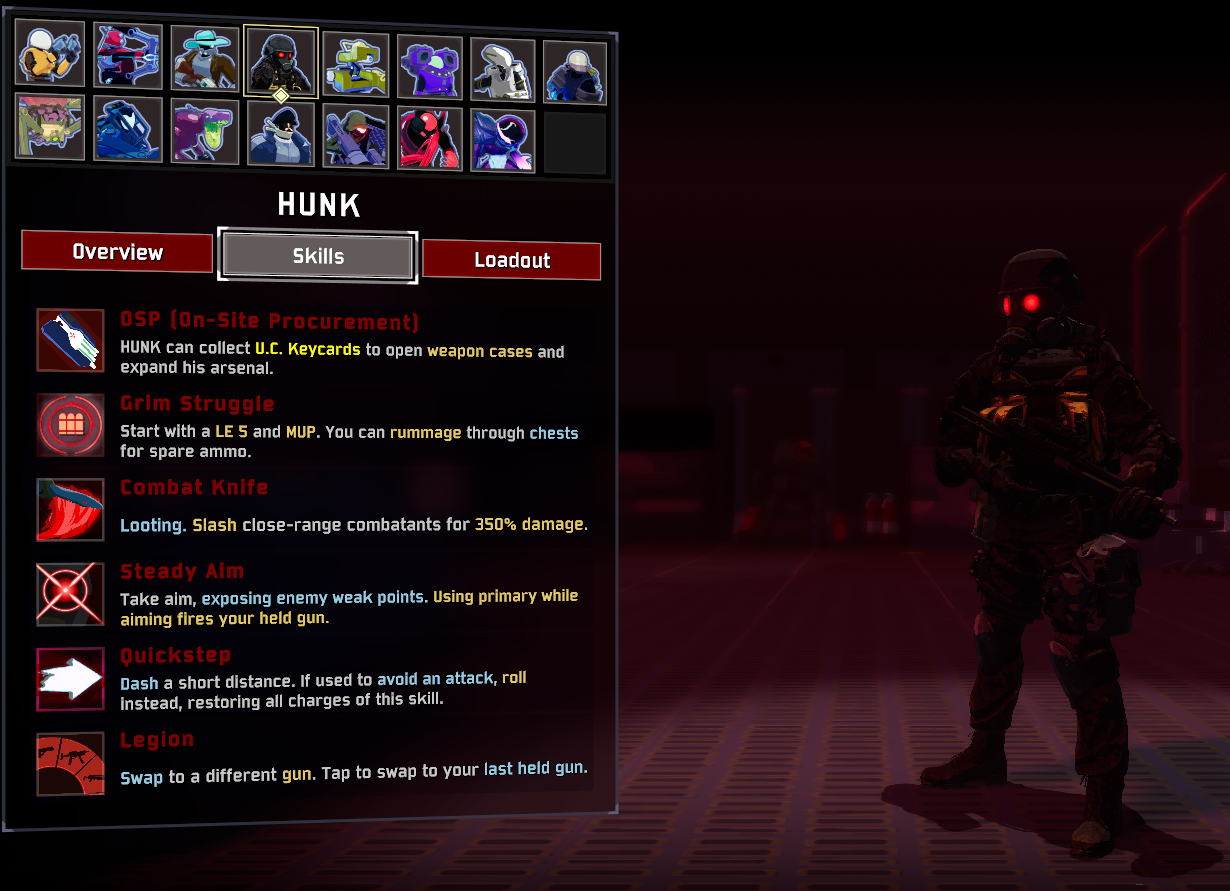 HUNK
Overview
Skills
Loadout
OSP (On-Site Procurement)
HUNK can collect U.C. Keycards to open weapon cases and
expand his arsenal.
Grim Struggle
Start with a LE 5 and MUP. You can rummage through chests
for spare ammo.
Combat Knife
Looting. Slash close-range combatants for 350% damage.
Steady Aim
Take aim, exposing enemy weak points. Using primary while
aiming fires your held gun.
Quickstep
Dash a short distance. If used to avoid an attack, roll
instead, restoring all charges of this skill.
Legion
Swap to a different gun. Tap to swap to your last held gun.